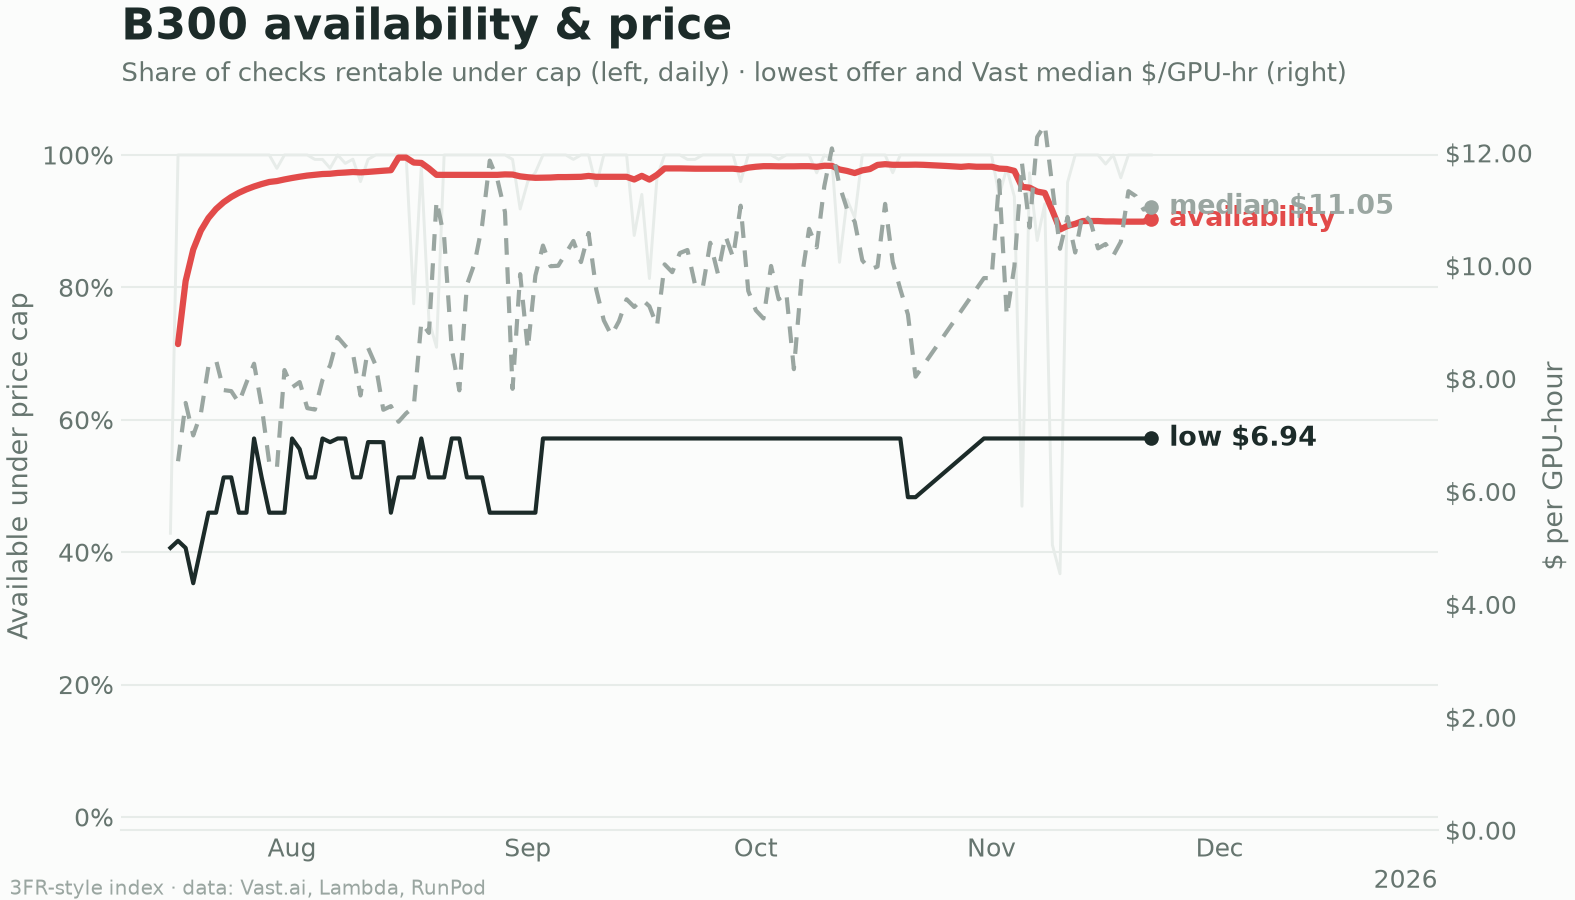 B300 availability & price
Share of checks rentable under cap (left, daily) · lowest offer and Vast median $/GPU-hr (right)
Available under price cap
100%
80%
60%
40%
20%
0%
$12.00
$10.00
$8.00
$6.00
$4.00
$2.00
$0.00
$ per GPU-hour
median $11.05
availability
low $6.94
Aug Sep Oct Nov Dec
2026
3FR-style index · data: Vast.ai, Lambda, RunPod